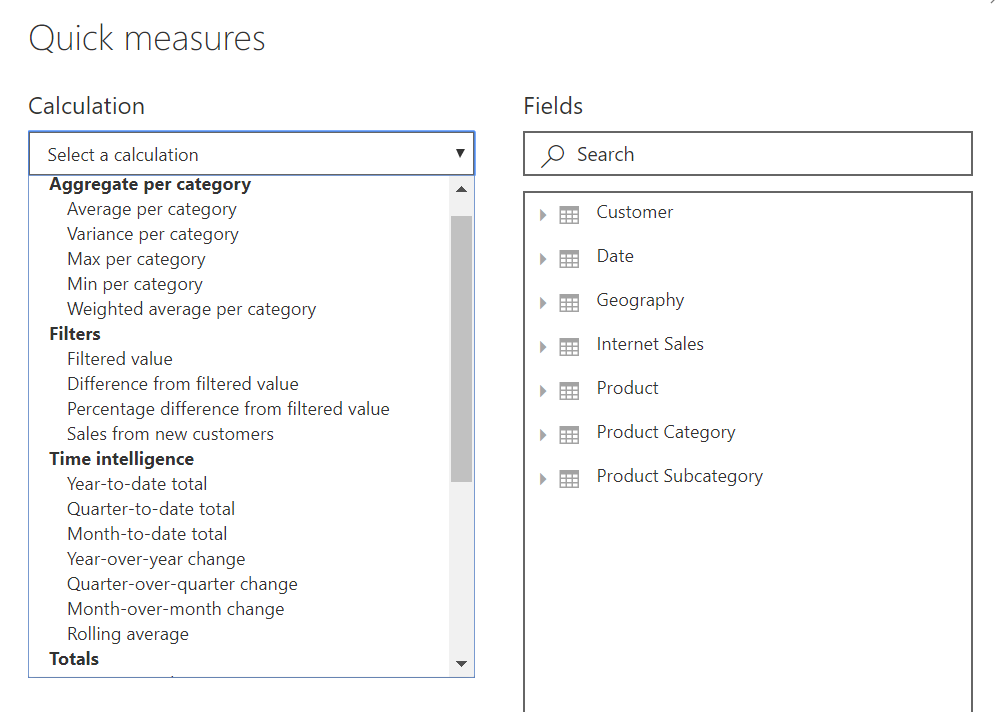 Quick measures
Calculation
Select a calculation
Aggregate per category
Average per category
Variance per category
Max per category
Min per category
Weighted average per category
Filters
Filtered value
Difference from filtered value
Percentage difference from filtered value
Sales from new customers
Time intelligence
Year-to-date total
Quarter-to-date total
Month-to-date total
Year-over-year change
Quarter-over-quarter change
Month-over-month change
Rolling average
Totals
Fields
Search
Customer
Date
Geography
Internet Sales
Product
Product Category
Product Subcategory